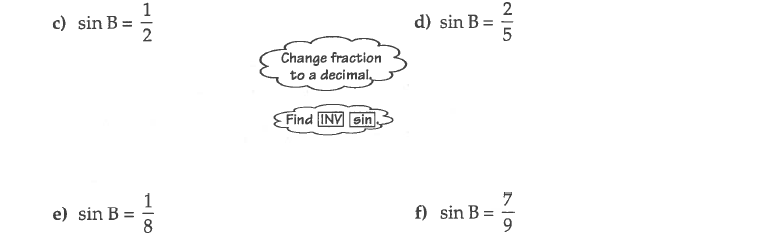 c) sin B = 1/2
d) sin B = 2/5
Change fraction
to a decimal.
Find INV sin.
e) sin B = 1/8
f) sin B = 7/9